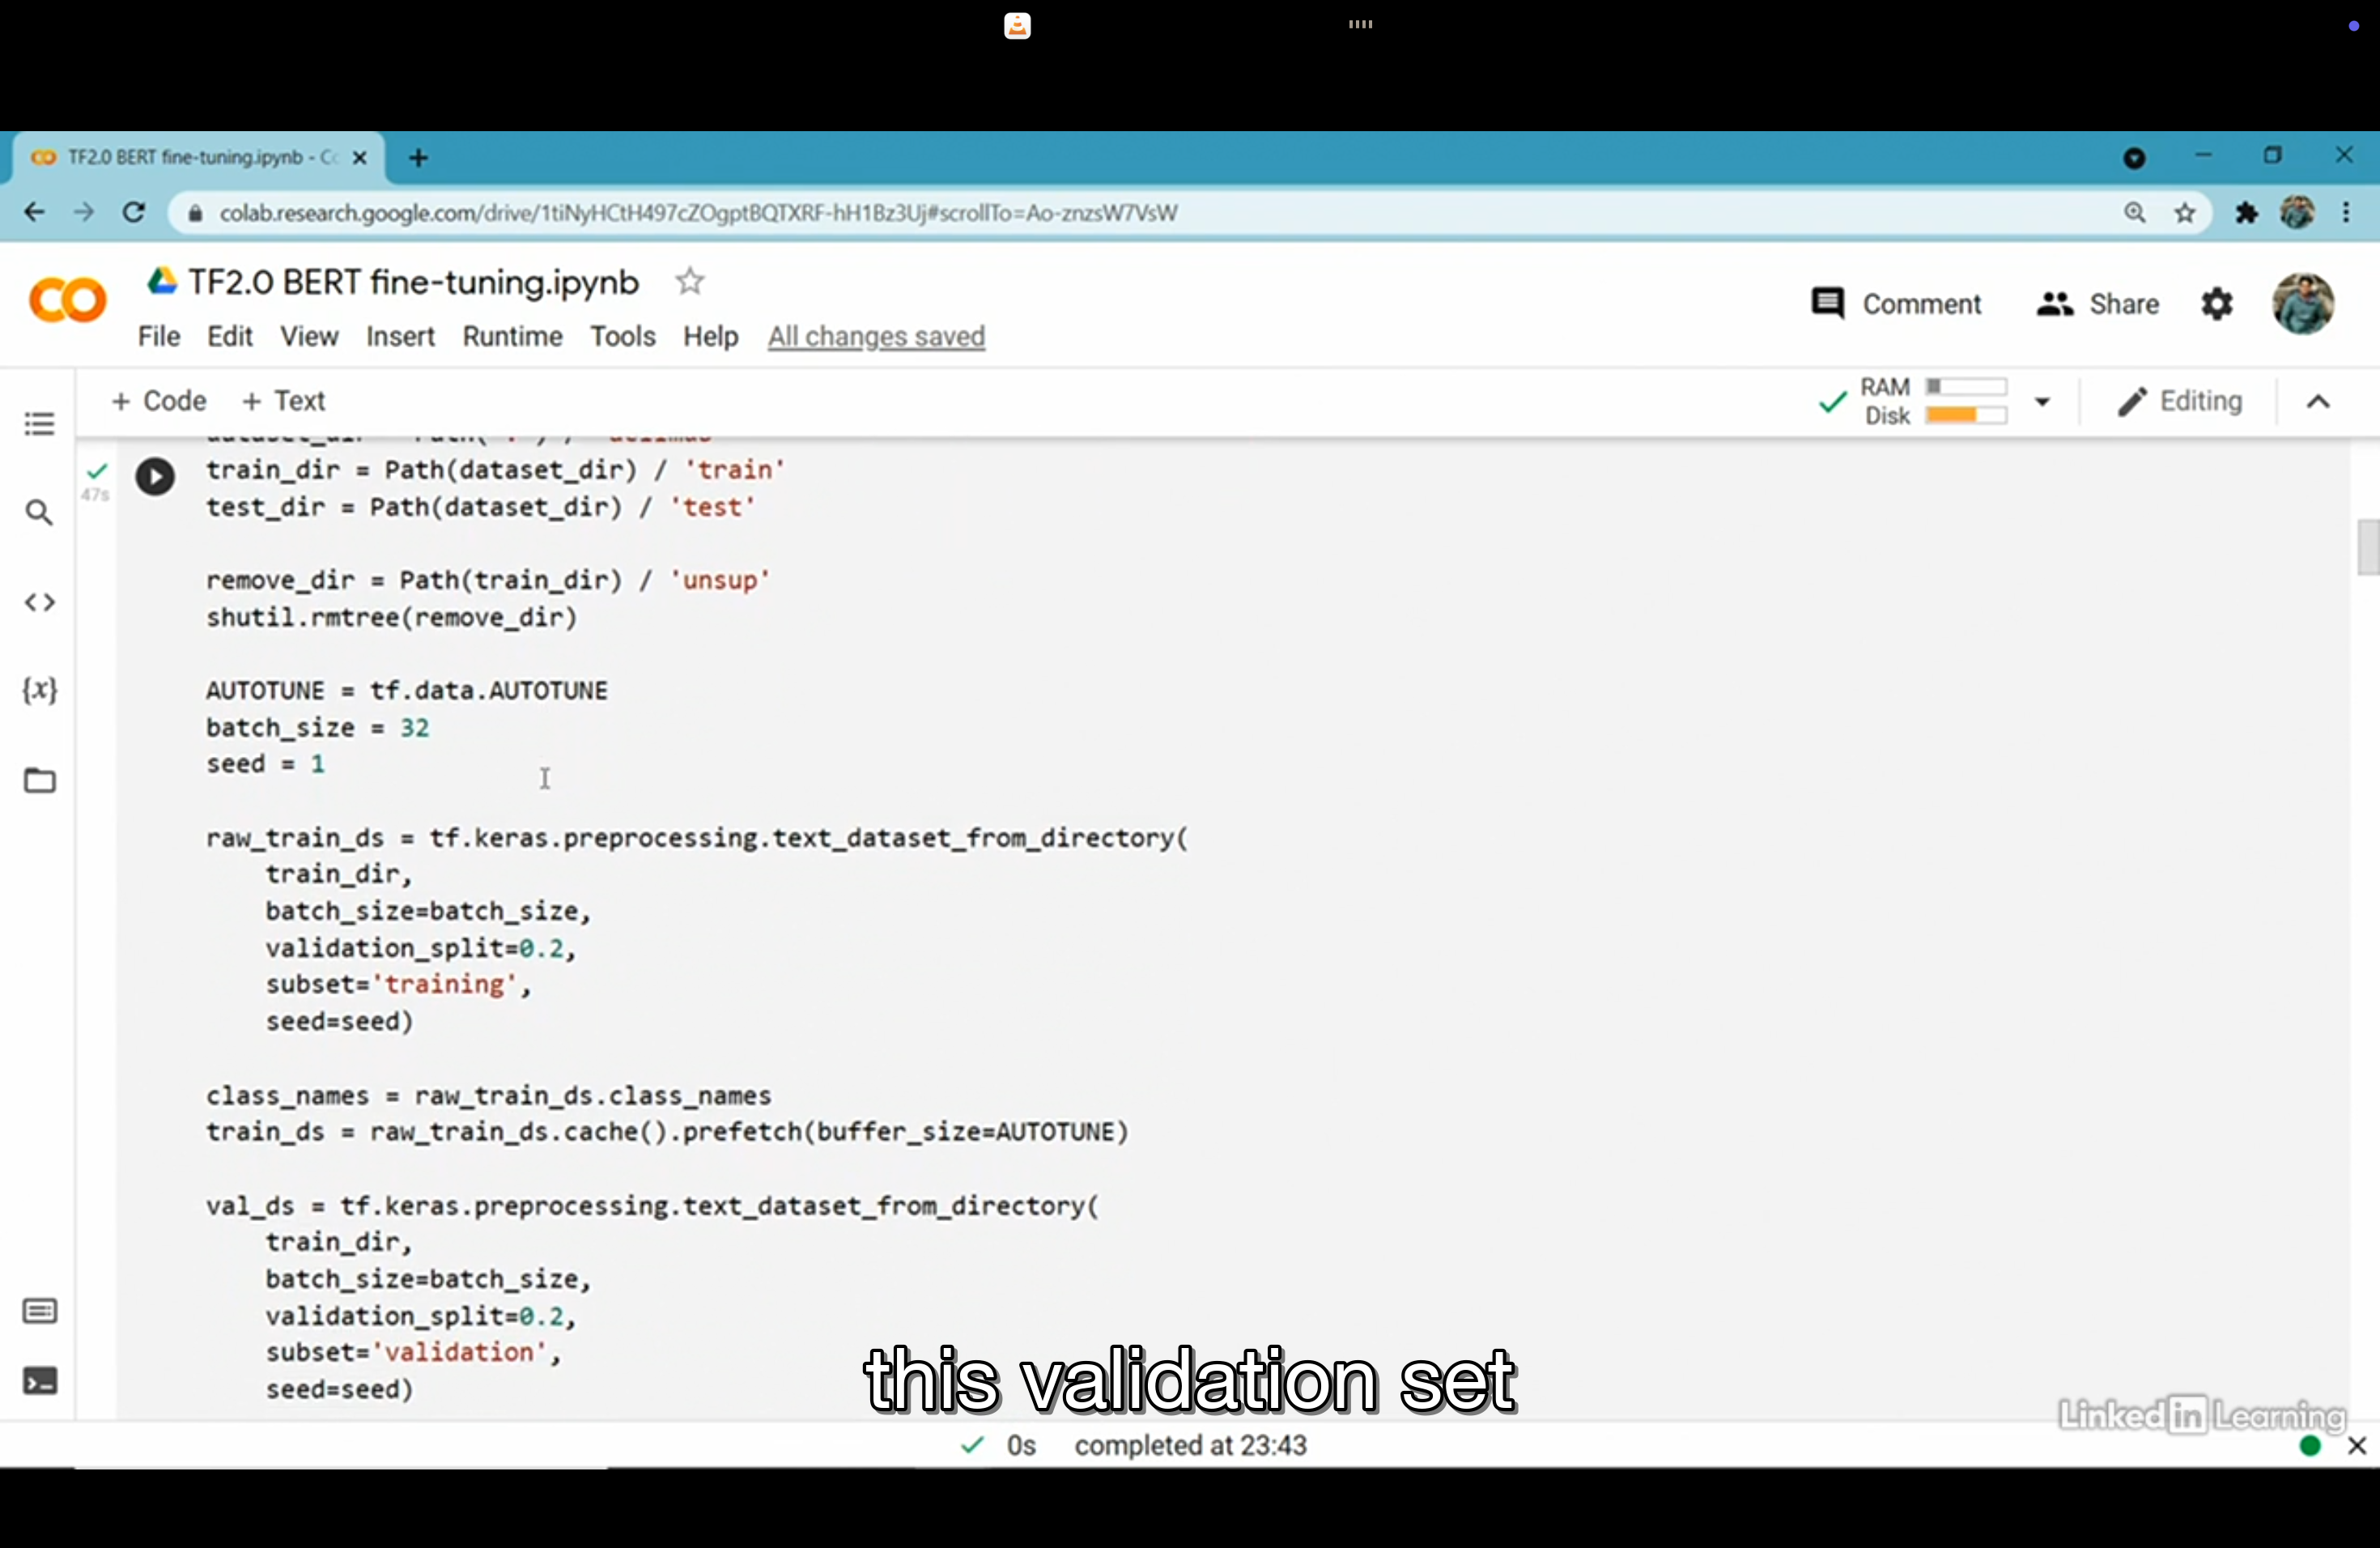 TF2.0 BERT fine-tuning.ipynb - Co
colab.research.google.com/drive/1tiNyHCtH497cZOgptBQTXRF-hH1Bz3Uj#scrollTo=Ao-znzsW7VsW
TF2.0 BERT fine-tuning.ipynb
Comment
Share
File Edit View Insert Runtime Tools Help All changes saved
+ Code + Text
RAM
Disk
Editing
47s
train_dir = Path(dataset_dir) / 'train'
test_dir = Path(dataset_dir) / 'test'
remove_dir = Path(train_dir) / 'unsup'
shutil.rmtree(remove_dir)
AUTOTUNE = tf.data.AUTOTUNE
batch_size = 32
seed = 1
raw_train_ds = tf.keras.preprocessing.text_dataset_from_directory(
train_dir,
batch_size=batch_size,
validation_split=0.2,
subset='training',
seed=seed)
class_names = raw_train_ds.class_names
train_ds = raw_train_ds.cache().prefetch(buffer_size=AUTOTUNE)
val_ds = tf.keras.preprocessing.text_dataset_from_directory(
train_dir,
batch_size=batch_size,
validation_split=0.2,
subset='validation',
seed=seed)
this validation set
Linked in Learning
0s completed at 23:43